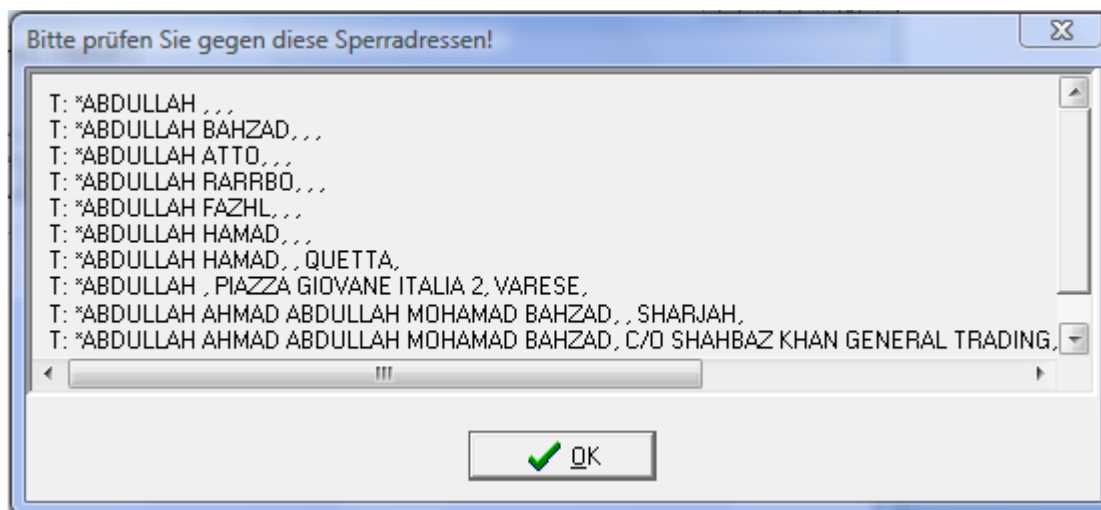 Bitte prüfen Sie gegen diese Sperradressen!
T: *ABDULLAH , , ,
T: *ABDULLAH BAHZAD, , ,
T: *ABDULLAH ATTO, , ,
T: *ABDULLAH RARRBO, , ,
T: *ABDULLAH FAZHL, , ,
T: *ABDULLAH HAMAD, , ,
T: *ABDULLAH HAMAD, , QUETTA,
T: *ABDULLAH , PIAZZA GIOVANE ITALIA 2, VARESE,
T: *ABDULLAH AHMAD ABDULLAH MOHAMAD BAHZAD, , SHARJAH,
T: *ABDULLAH AHMAD ABDULLAH MOHAMAD BAHZAD, C/O SHAHBAZ KHAN GENERAL TRADING,
OK